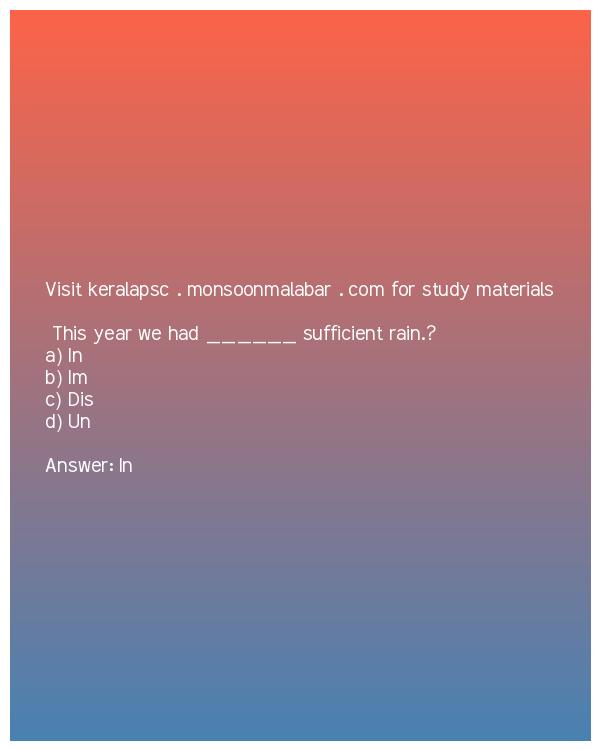 Visit keralapsc . monsoonmalabar . com for study materials
This year we had ______ sufficient rain.?
a) In
b) Im
c) Dis
d) Un
Answer: In